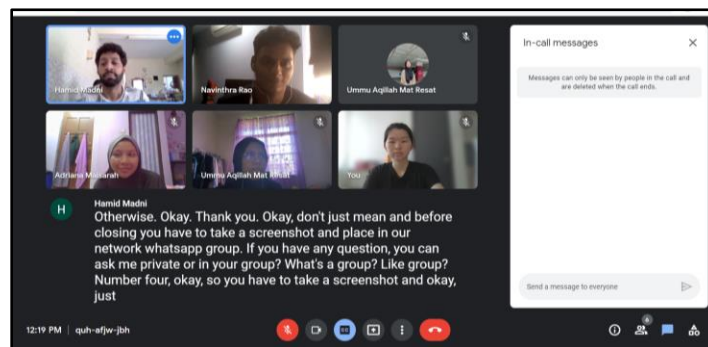 Hamid Madni
Navinthra Rao
Ummu Aqillah Mat Resat
Adriana Maisarah
Ummu Aqillah Mat Resat
You
H
Hamid Madni
Otherwise. Okay. Thank you. Okay, don't just mean and before
closing you have to take a screenshot and place in our
network whatsapp group. If you have any question, you can
ask me private or in your group? What's a group? Like group?
Number four, okay, so you have to take a screenshot and okay,
just
In-call messages
Messages can only be seen by people in the call and
are deleted when the call ends.
Send a message to everyone
12:19 PM | quh-afjw-jbh
6